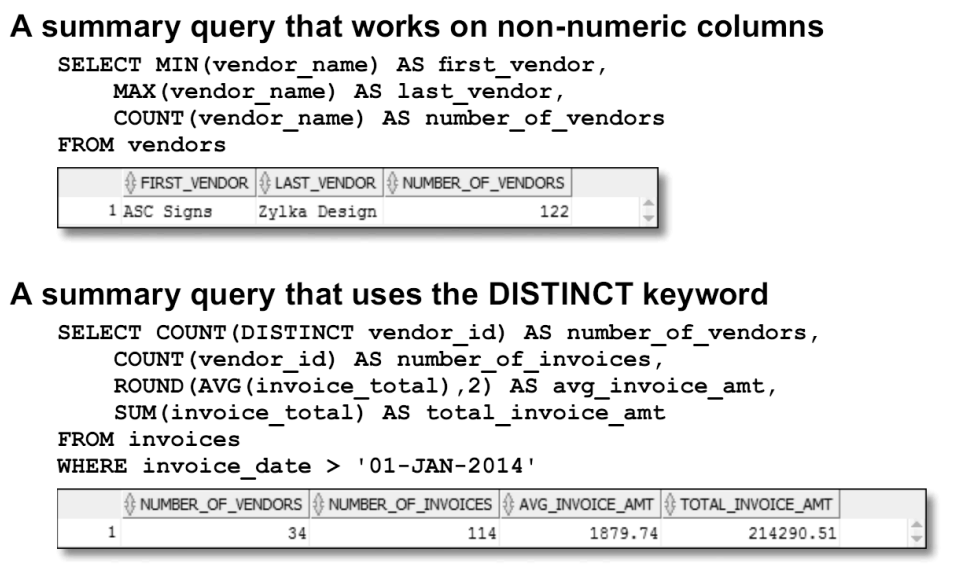 A summary query that works on non-numeric columns
SELECT MIN(vendor_name) AS first_vendor,
MAX(vendor_name) AS last_vendor,
COUNT(vendor_name) AS number_of_vendors
FROM vendors
FIRST_VENDOR LAST_VENDOR NUMBER_OF_VENDORS
1 ASC Signs Zylka Design 122
A summary query that uses the DISTINCT keyword
SELECT COUNT(DISTINCT vendor_id) AS number_of_vendors,
COUNT(vendor_id) AS number_of_invoices,
ROUND(AVG(invoice_total),2) AS avg_invoice_amt,
SUM(invoice_total) AS total_invoice_amt
FROM invoices
WHERE invoice_date > '01-JAN-2014'
NUMBER_OF_VENDORS NUMBER_OF_INVOICES AVG_INVOICE_AMT TOTAL_INVOICE_AMT
1 34 114 1879.74 214290.51